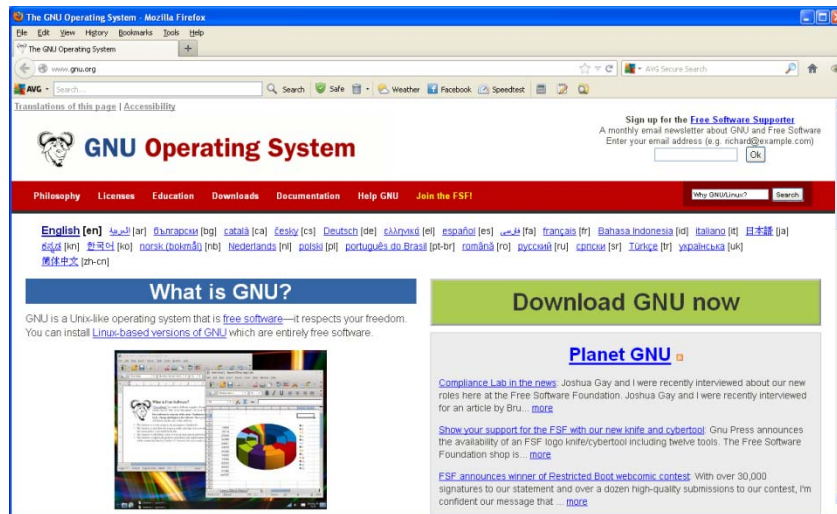 The GNU Operating System - Mozilla Firefox
File Edit View History Bookmarks Tools Help
The GNU Operating System
www.gnu.org
AVG Secure Search
AVG Search... Search Safe Weather Facebook Speedtest
Translations of this page | Accessibility
Sign up for the Free Software Supporter
A monthly email newsletter about GNU and Free Software
Enter your email address (e.g. richard@example.com)
Ok
GNU Operating System
Philosophy Licenses Education Downloads Documentation Help GNU Join the FSF! Why GNU/Linux? Search
English [en] العربية [ar] български [bg] català [ca] česky [cs] Deutsch [de] ελληνικά [el] español [es] فارسی [fa] français [fr] Bahasa Indonesia [id] italiano [it] 日本語 [ja]
ಕನ್ನಡ [kn] 한국어 [ko] norsk (bokmål) [nb] Nederlands [nl] polski [pl] português do Brasil [pt-br] română [ro] русский [ru] српски [sr] Türkçe [tr] українська [uk]
简体中文 [zh-cn]
What is GNU?
GNU is a Unix-like operating system that is free software—it respects your freedom.
You can install Linux-based versions of GNU which are entirely free software.
Download GNU now
Planet GNU
Compliance Lab in the news: Joshua Gay and I were recently interviewed about our new
roles here at the Free Software Foundation. Joshua Gay and I were recently interviewed
for an article by Bru... more
Show your support for the FSF with our new knife and cybertool: Gnu Press announces
the availability of an FSF logo knife/cybertool including twelve tools. The Free Software
Foundation shop is... more
FSF announces winner of Restricted Boot webcomic contest: With over 30,000
signatures to our statement and over a dozen high-quality submissions to our contest, I'm
confident our message that ... more